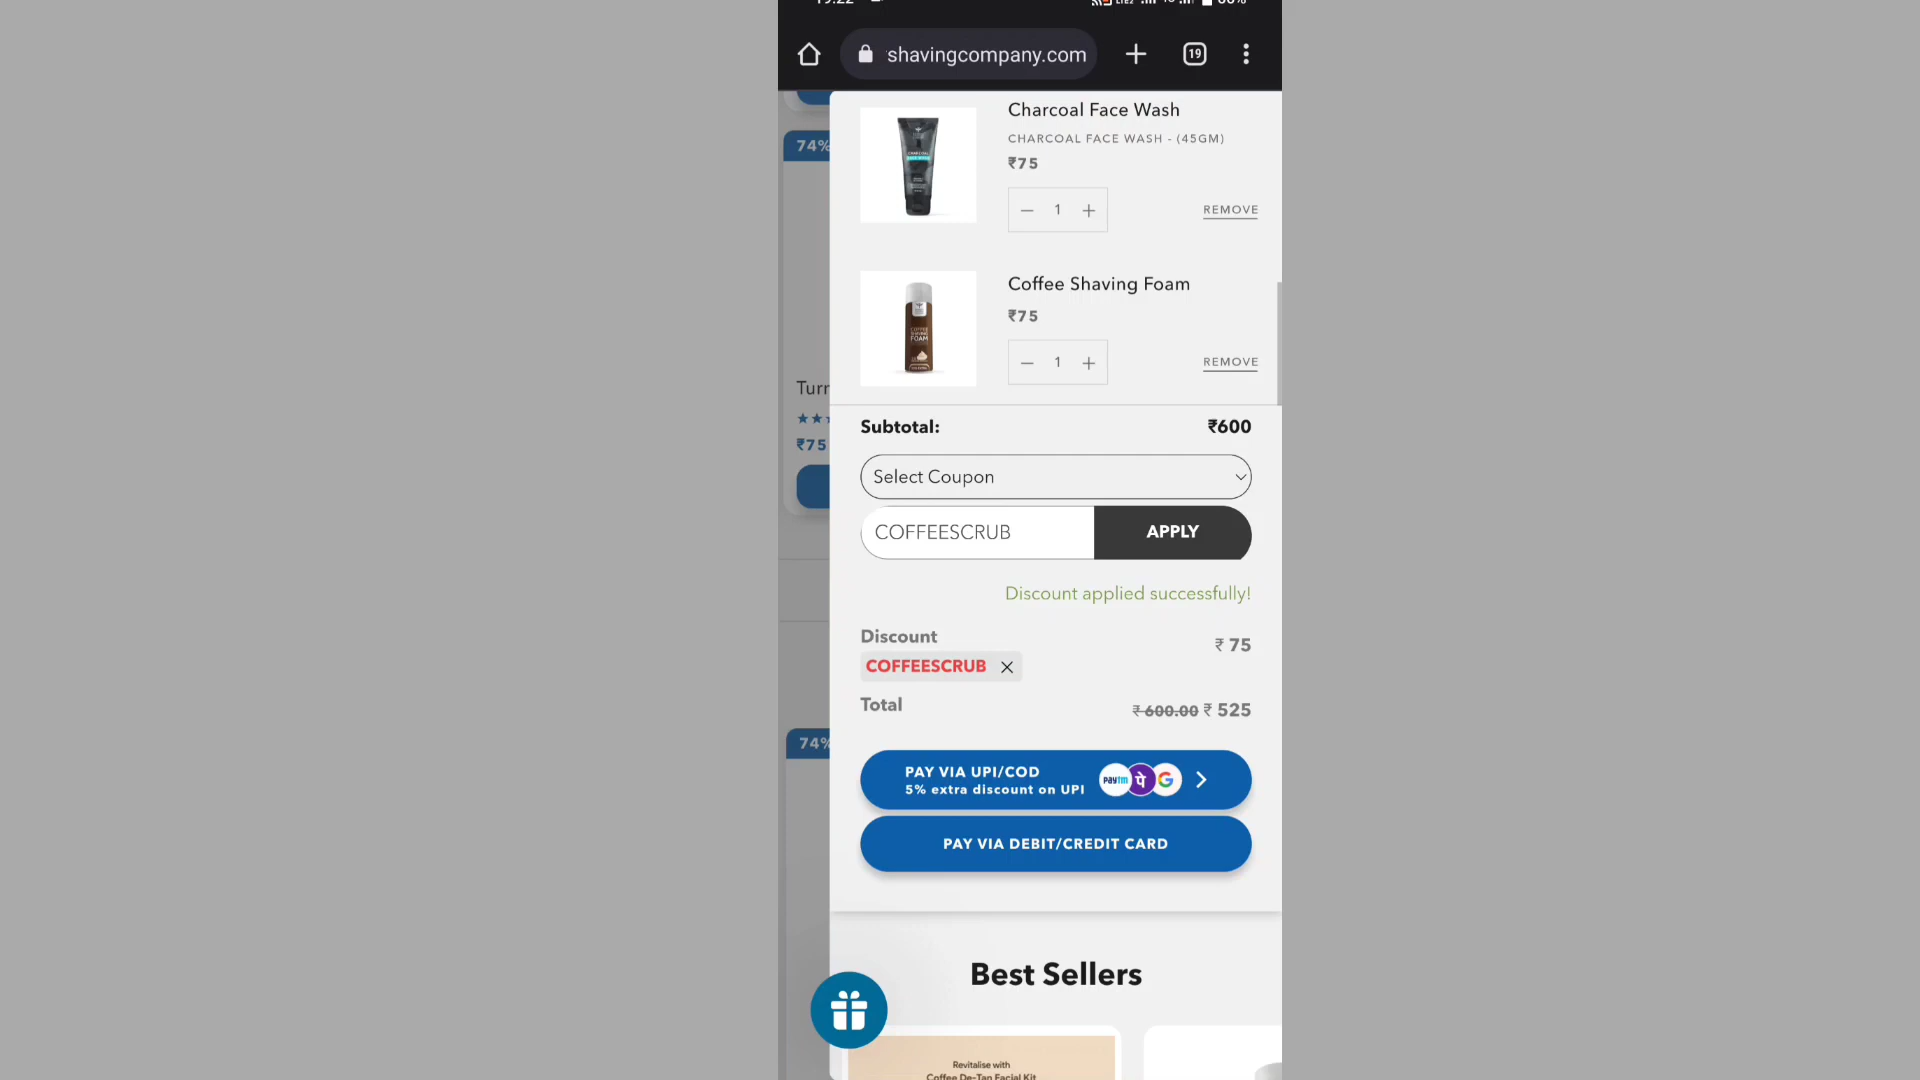 19:22
shavingcompany.com
19
Charcoal Face Wash
CHARCOAL FACE WASH - (45GM)
₹75
1
REMOVE
Coffee Shaving Foam
₹75
1
REMOVE
74%
Turr
₹75
Subtotal: ₹600
Select Coupon
COFFEESCRUB APPLY
Discount applied successfully!
Discount ₹ 75
COFFEESCRUB
Total ₹ 600.00 ₹ 525
74%
PAY VIA UPI/COD
5% extra discount on UPI
Paytm पे G
PAY VIA DEBIT/CREDIT CARD
Best Sellers
Revitalise with
Coffee De-Tan Facial Kit